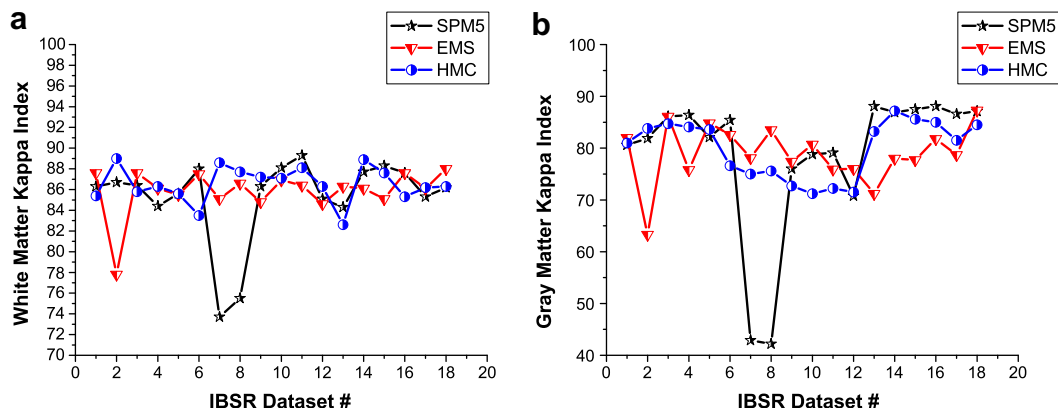 a
SPM5
EMS
HMC
White Matter Kappa Index
100
98
96
94
92
90
88
86
84
82
80
78
76
74
72
70
0 2 4 6 8 10 12 14 16 18 20
IBSR Dataset #
b
SPM5
EMS
HMC
Gray Matter Kappa Index
100
90
80
70
60
50
40
0 2 4 6 8 10 12 14 16 18 20
IBSR Dataset #